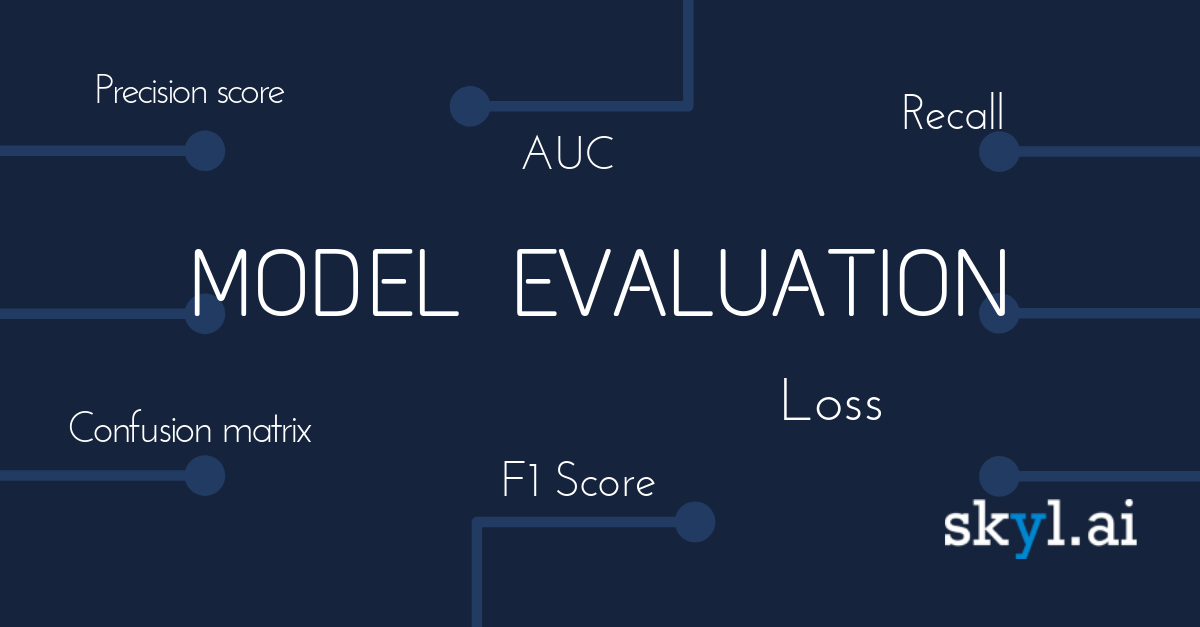 Precision score
Recall
AUC
MODEL EVALUATION
Loss
Confusion matrix
F1 Score
skyl.ai